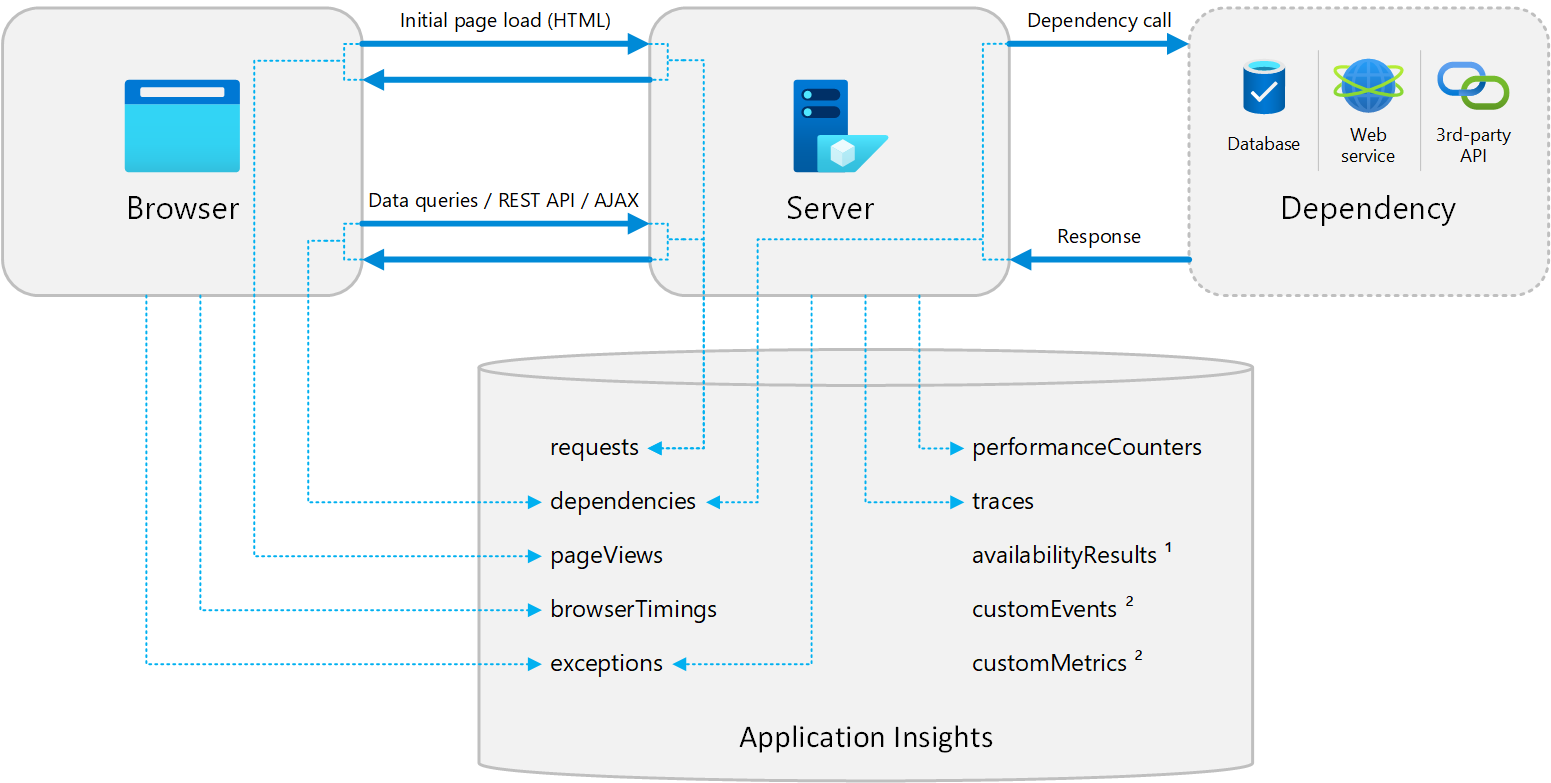 Initial page load (HTML)
Dependency call
Database
Web
service
3rd-party
API
Browser
Data queries / REST API / AJAX
Server
Response
Dependency
requests
performanceCounters
dependencies
traces
pageViews
availabilityResults ¹
browserTimings
customEvents ²
exceptions
customMetrics ²
Application Insights